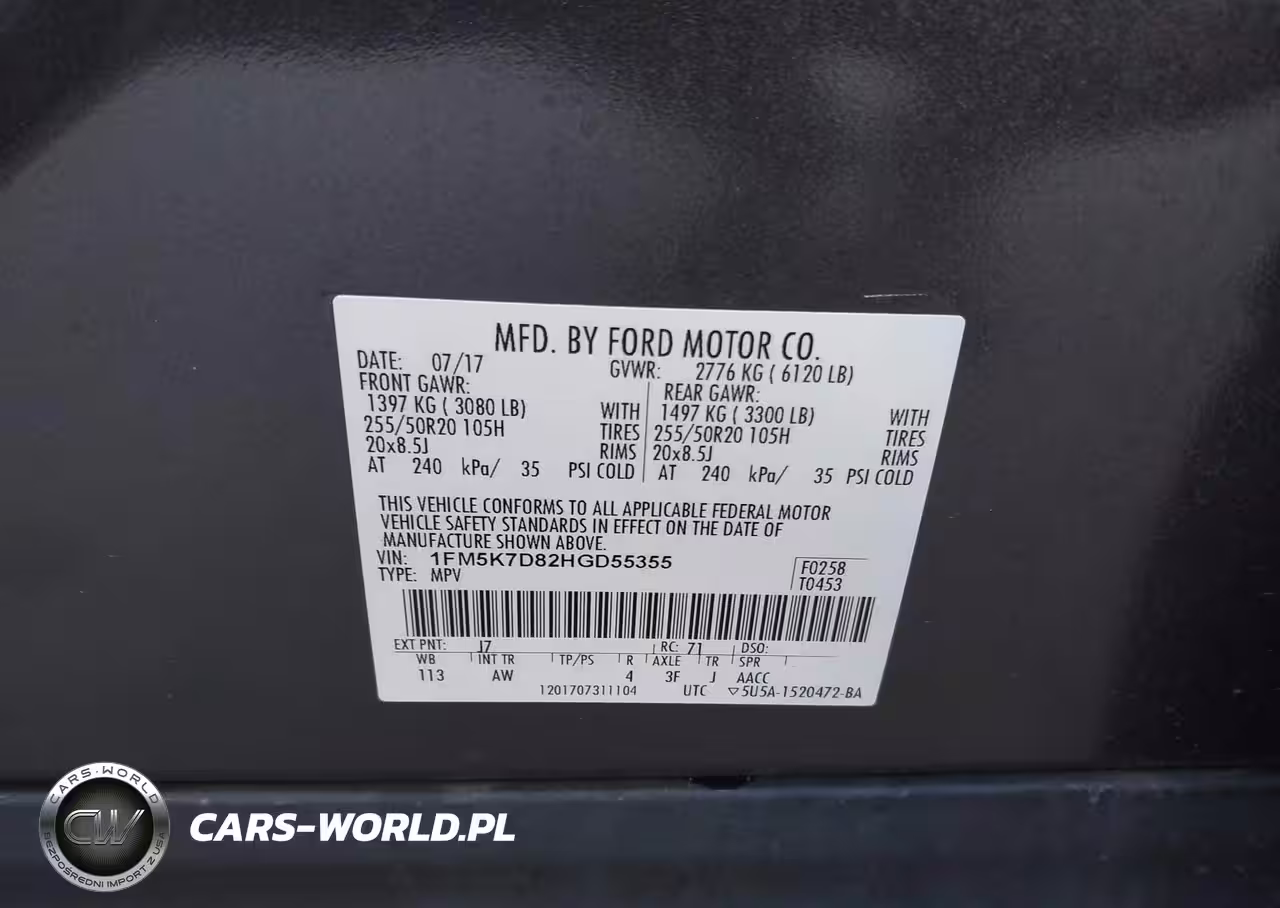 MFD. BY FORD MOTOR CO.
DATE: 07/17 GVWR: 2776 KG ( 6120 LB)
FRONT GAWR: REAR GAWR:
1397 KG ( 3080 LB) WITH 1497 KG ( 3300 LB) WITH
255/50R20 105H TIRES 255/50R20 105H TIRES
20x8.5J RIMS 20x8.5J RIMS
AT 240 kPa/ 35 PSI COLD AT 240 kPa/ 35 PSI COLD
THIS VEHICLE CONFORMS TO ALL APPLICABLE FEDERAL MOTOR
VEHICLE SAFETY STANDARDS IN EFFECT ON THE DATE OF
MANUFACTURE SHOWN ABOVE.
VIN: 1FM5K7D82HGD55355 F0258
TYPE: MPV T0453
EXT PNT: J7 RC: 71 DSO:
WB INT TR TP/PS R AXLE TR SPR
113 AW 4 3F J AACC
1201707311104 UTC ▽5U5A-1520472-BA
CARS-WORLD
CW
BEZPOŚREDNI IMPORT Z USA
CARS-WORLD.PL